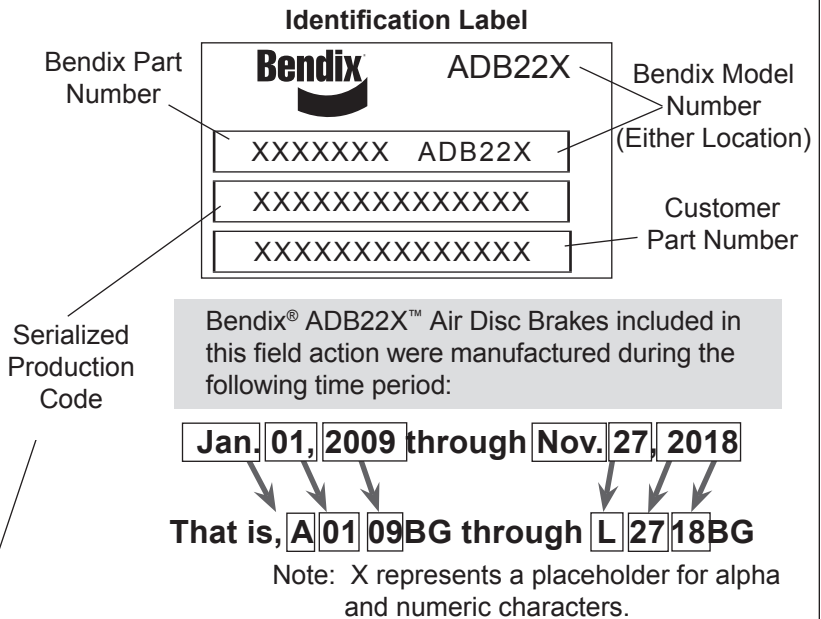 Identification Label
Bendix Part
Number
Bendix
ADB22X
Bendix Model
Number
(Either Location)
XXXXXXX ADB22X
XXXXXXXXXXXXXX
XXXXXXXXXXXXXX
Customer
Part Number
Serialized
Production
Code
Bendix® ADB22X™ Air Disc Brakes included in
this field action were manufactured during the
following time period:
Jan. 01, 2009 through Nov. 27, 2018
That is, A 01 09BG through L 27 18BG
Note: X represents a placeholder for alpha
and numeric characters.